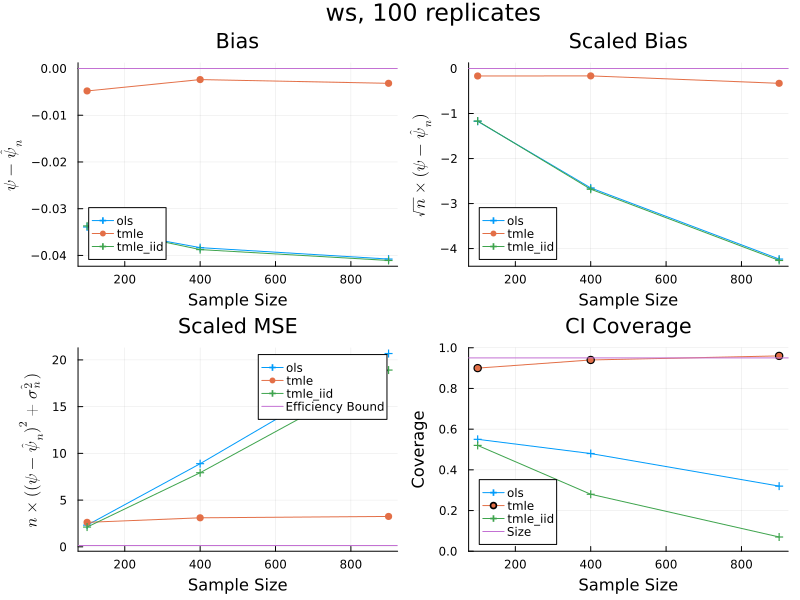 ws, 100 replicates
Bias
0.00
−0.01
−0.02
−0.03
−0.04
200
400
600
800
ψ − ψ̂ₙ
Sample Size
ols
tmle
tmle_iid
Scaled Bias
0
−1
−2
−3
−4
200
400
600
800
√n × (ψ − ψ̂ₙ)
Sample Size
ols
tmle
tmle_iid
Scaled MSE
20
15
10
5
0
200
400
600
800
n × ((ψ − ψ̂ₙ)² + σ²ₙ)
Sample Size
ols
tmle
tmle_iid
Efficiency Bound
CI Coverage
1.0
0.8
0.6
0.4
0.2
0.0
200
400
600
800
Coverage
Sample Size
ols
tmle
tmle_iid
Size